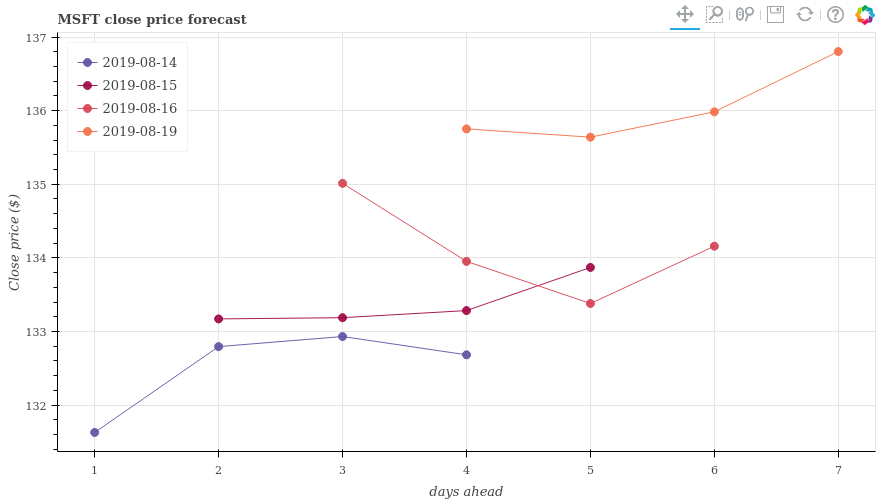 MSFT close price forecast
2019-08-14
2019-08-15
2019-08-16
2019-08-19
Close price ($)
137
136
135
134
133
132
1 2 3 4 5 6 7
days ahead